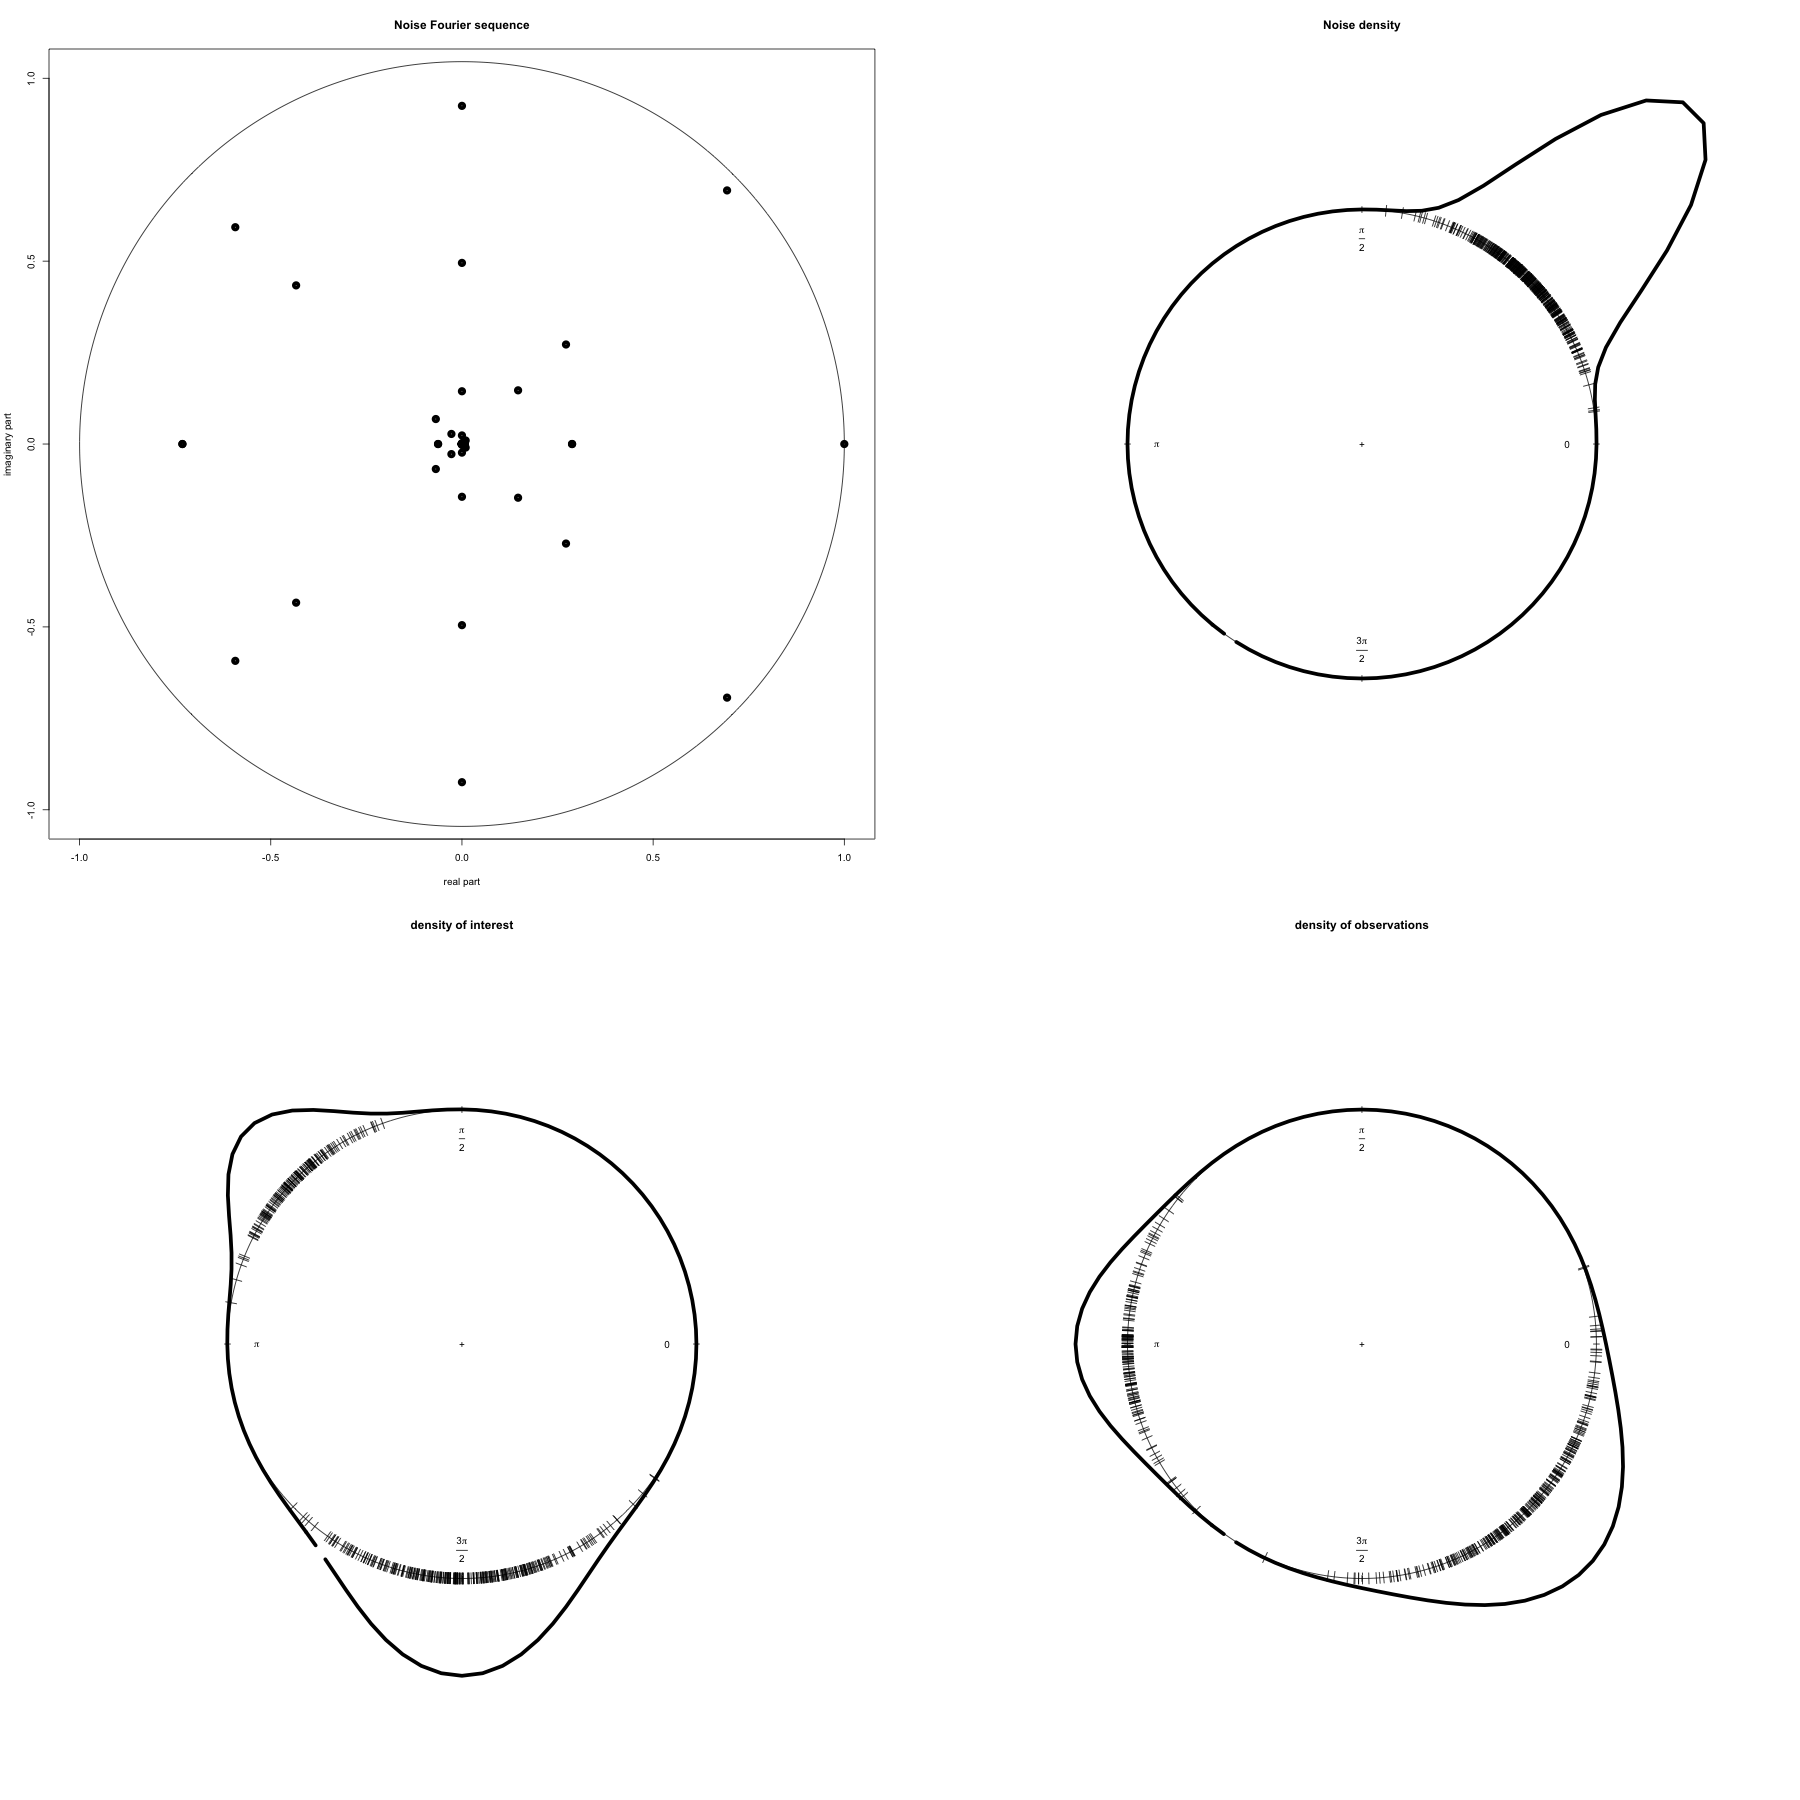 Noise Fourier sequence
imaginary part
1.0
0.5
0.0
-0.5
-1.0
-1.0 -0.5 0.0 0.5 1.0
real part
Noise density
π
2
π + 0
3π
2
density of interest
π
2
π + 0
3π
2
density of observations
π
2
π + 0
3π
2